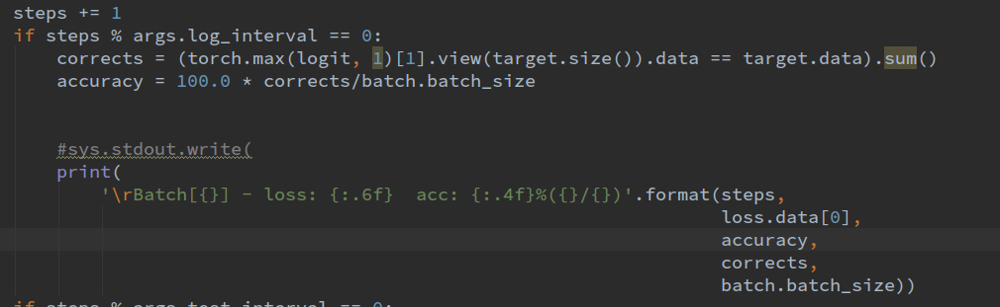 steps += 1
if steps % args.log_interval == 0:
    corrects = (torch.max(logit, 1)[1].view(target.size()).data == target.data).sum()
    accuracy = 100.0 * corrects/batch.batch_size
    #sys.stdout.write(
    print(
        '\rBatch[{}] - loss: {:.6f}  acc: {:.4f}%({}/{})'.format(steps,
                                                                 loss.data[0],
                                                                 accuracy,
                                                                 corrects,
                                                                 batch.batch_size))
if steps % args.test_interval == 0: